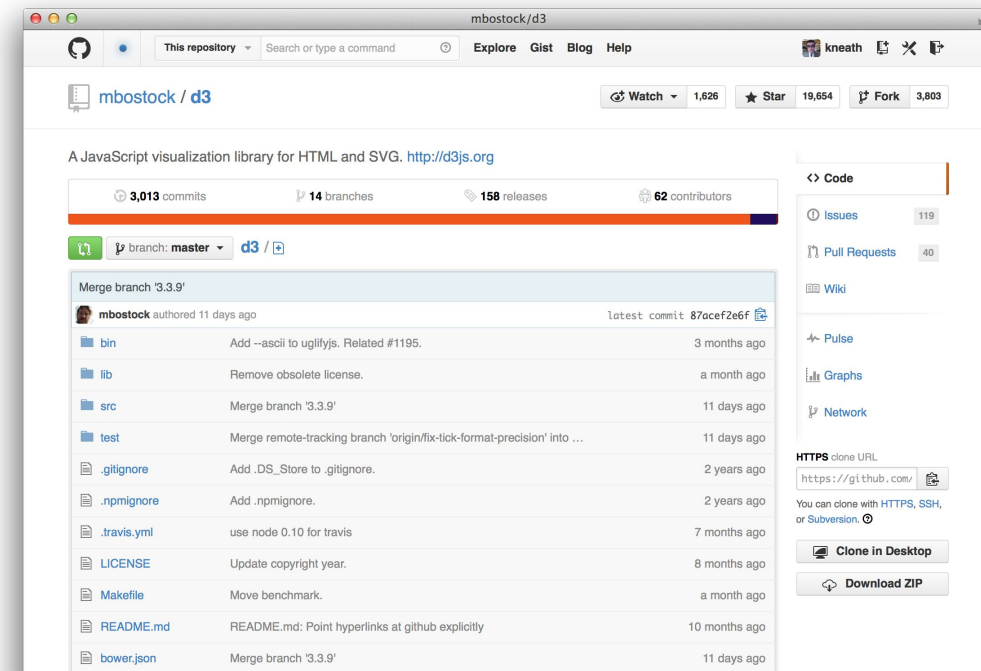 mbostock/d3
This repository Search or type a command Explore Gist Blog Help kneath
mbostock / d3 Watch 1,626 Star 19,654 Fork 3,803
A JavaScript visualization library for HTML and SVG. http://d3js.org
3,013 commits 14 branches 158 releases 62 contributors
branch: master d3 /
Merge branch '3.3.9'
mbostock authored 11 days ago latest commit 87acef2e6f
bin Add --ascii to uglifyjs. Related #1195. 3 months ago
lib Remove obsolete license. a month ago
src Merge branch '3.3.9' 11 days ago
test Merge remote-tracking branch 'origin/fix-tick-format-precision' into … 11 days ago
.gitignore Add .DS_Store to .gitignore. 2 years ago
.npmignore Add .npmignore. 2 years ago
.travis.yml use node 0.10 for travis 7 months ago
LICENSE Update copyright year. 8 months ago
Makefile Move benchmark. a month ago
README.md README.md: Point hyperlinks at github explicitly 10 months ago
bower.json Merge branch '3.3.9' 11 days ago
Code
Issues 119
Pull Requests 40
Wiki
Pulse
Graphs
Network
HTTPS clone URL
https://github.com/
You can clone with HTTPS, SSH,
or Subversion.
Clone in Desktop
Download ZIP